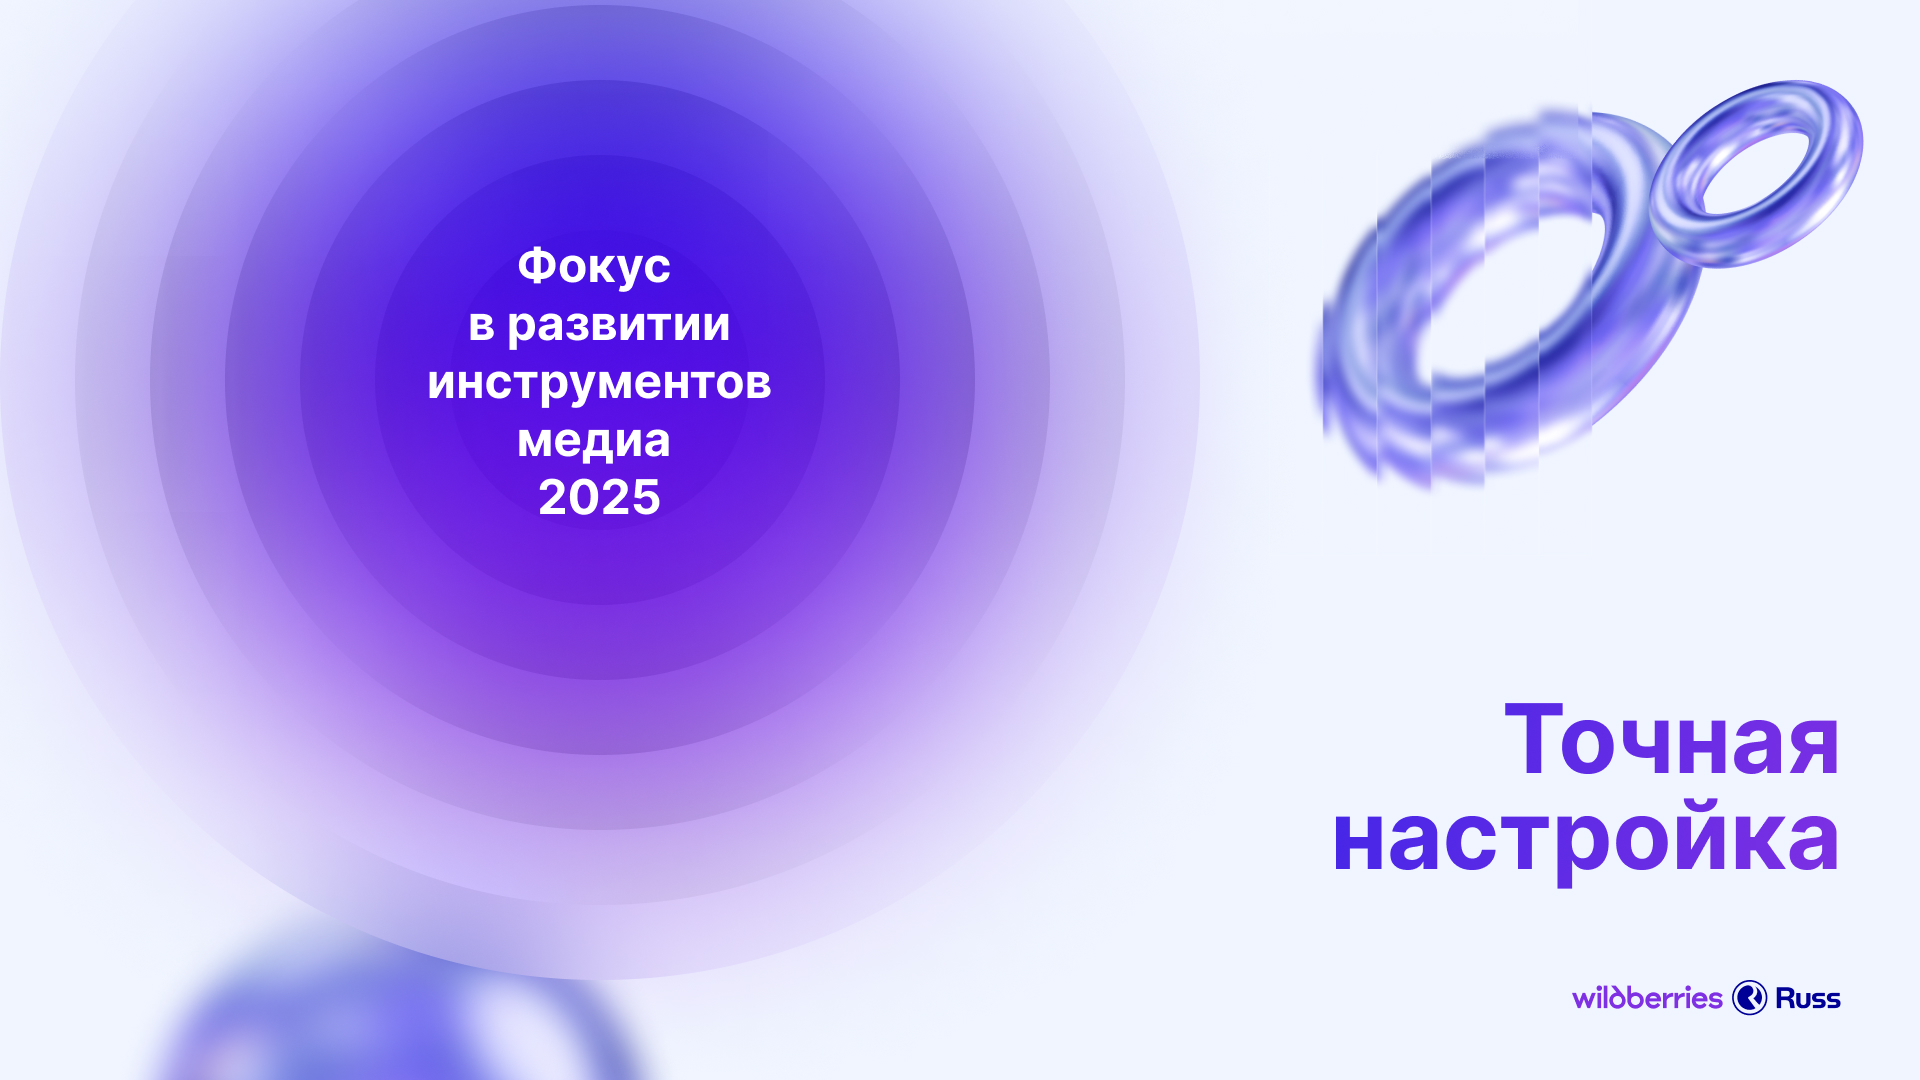 Фокус
в развитии
инструментов
медиа
2025
Точная
настройка
wildberries Russ